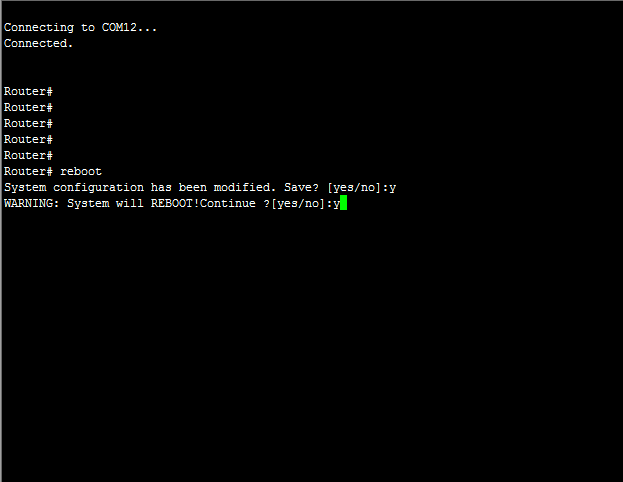 Connecting to COM12...
Connected.
Router#
Router#
Router#
Router#
Router#
Router# reboot
System configuration has been modified. Save? [yes/no]:y
WARNING: System will REBOOT!Continue ?[yes/no]:y